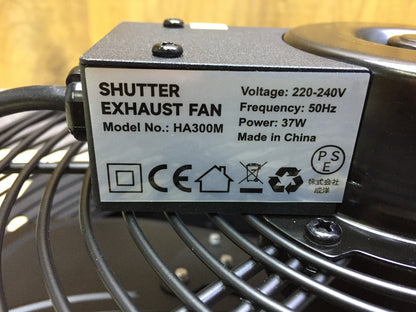 SHUTTER
EXHAUST FAN
Model No.: HA300M
Voltage: 220-240V
Frequency: 50Hz
Power: 37W
Made in China
CE
PSE
株式会社